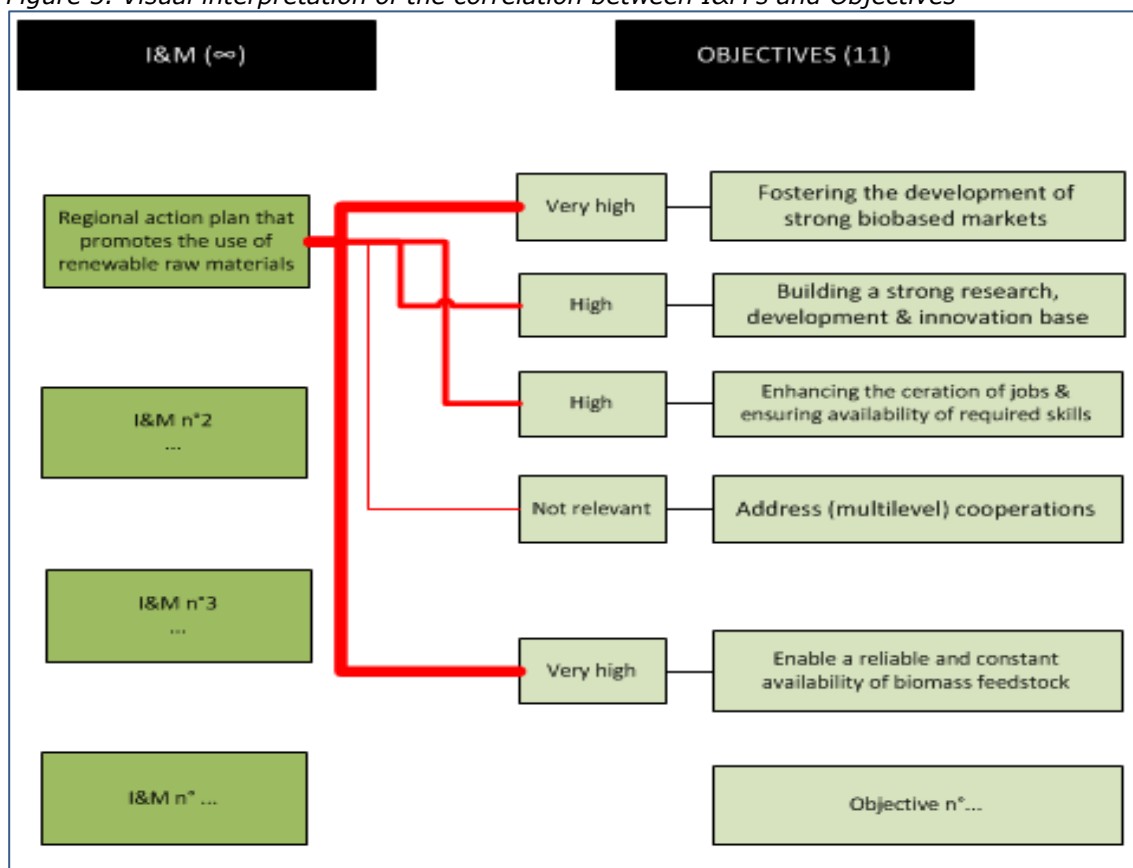 Figure 3: Visual interpretation of the correlation between I&M's and Objectives
I&M (∞)
OBJECTIVES (11)
Regional action plan that
promotes the use of
renewable raw materials
I&M n°2
...
I&M n°3
...
I&M n° ...
Very high
Fostering the development of
strong biobased markets
High
Building a strong research,
development & innovation base
High
Enhancing the ceration of jobs &
ensuring availability of required skills
Not relevant
Address (multilevel) cooperations
Very high
Enable a reliable and constant
availability of biomass feedstock
Objective n°...